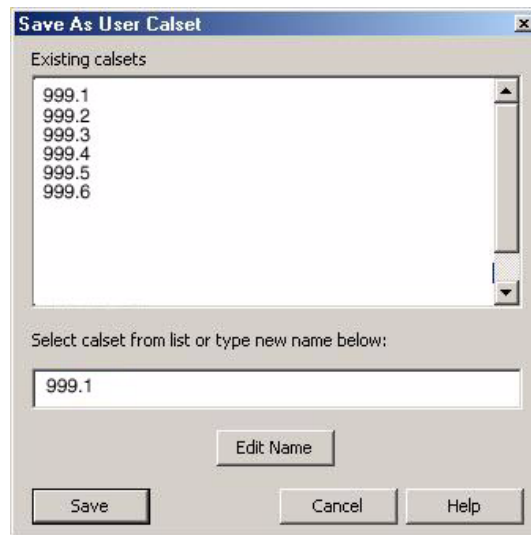 Save As User Calset
Existing calsets
999.1
999.2
999.3
999.4
999.5
999.6
Select calset from list or type new name below:
999.1
Edit Name
Save
Cancel
Help